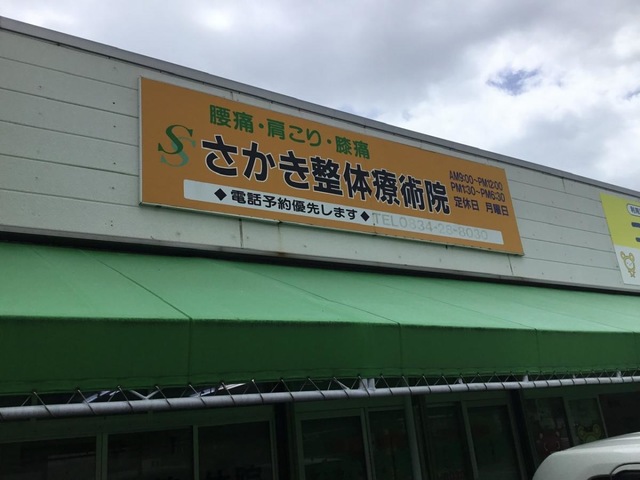 腰痛・肩こり・膝痛
さかき整体療術院
AM9:00~PM12:00
PM1:30~PM6:30
定休日 月曜日
◆電話予約優先します◆TEL0834-28-8030